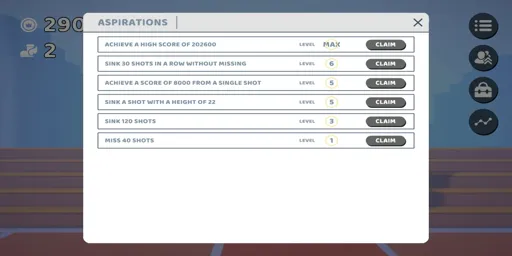 290
2
ASPIRATIONS
ACHIEVE A HIGH SCORE OF 202600 LEVEL MAX CLAIM
SINK 30 SHOTS IN A ROW WITHOUT MISSING LEVEL 6 CLAIM
ACHIEVE A SCORE OF 8000 FROM A SINGLE SHOT LEVEL 5 CLAIM
SINK A SHOT WITH A HEIGHT OF 22 LEVEL 5 CLAIM
SINK 120 SHOTS LEVEL 3 CLAIM
MISS 40 SHOTS LEVEL 1 CLAIM